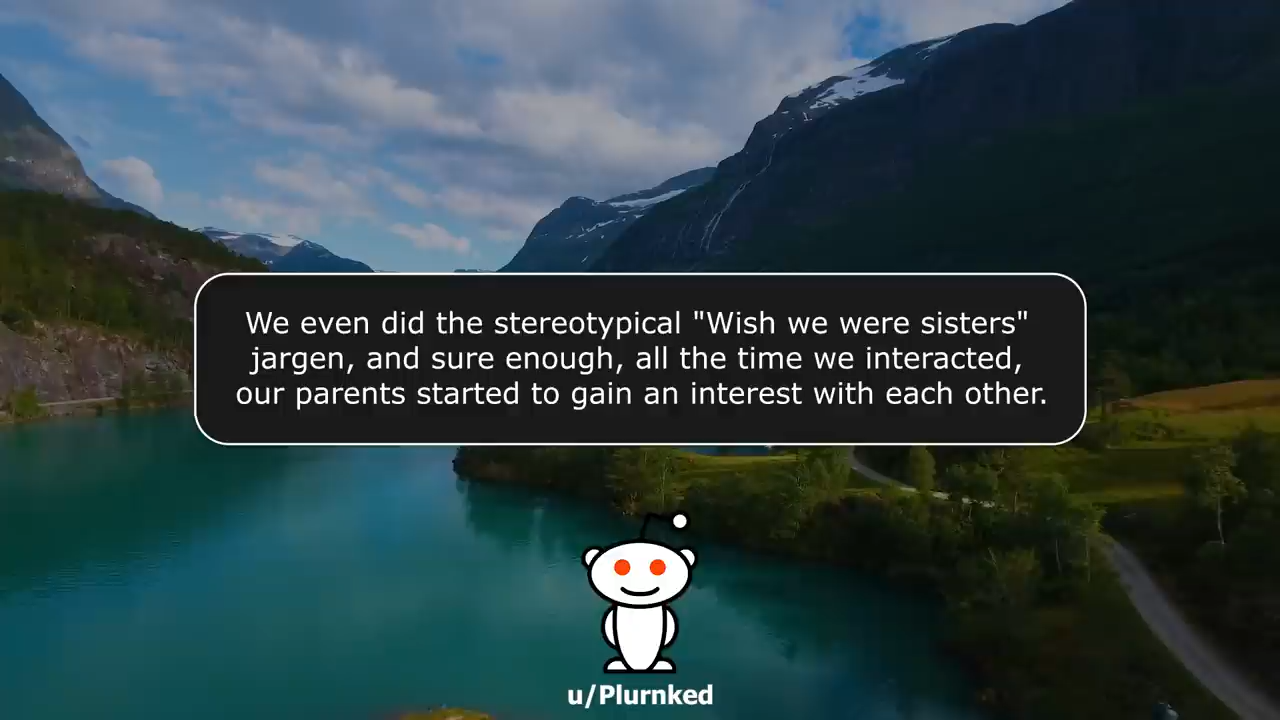 We even did the stereotypical "Wish we were sisters"
jargen, and sure enough, all the time we interacted,
our parents started to gain an interest with each other.
u/Plurnked